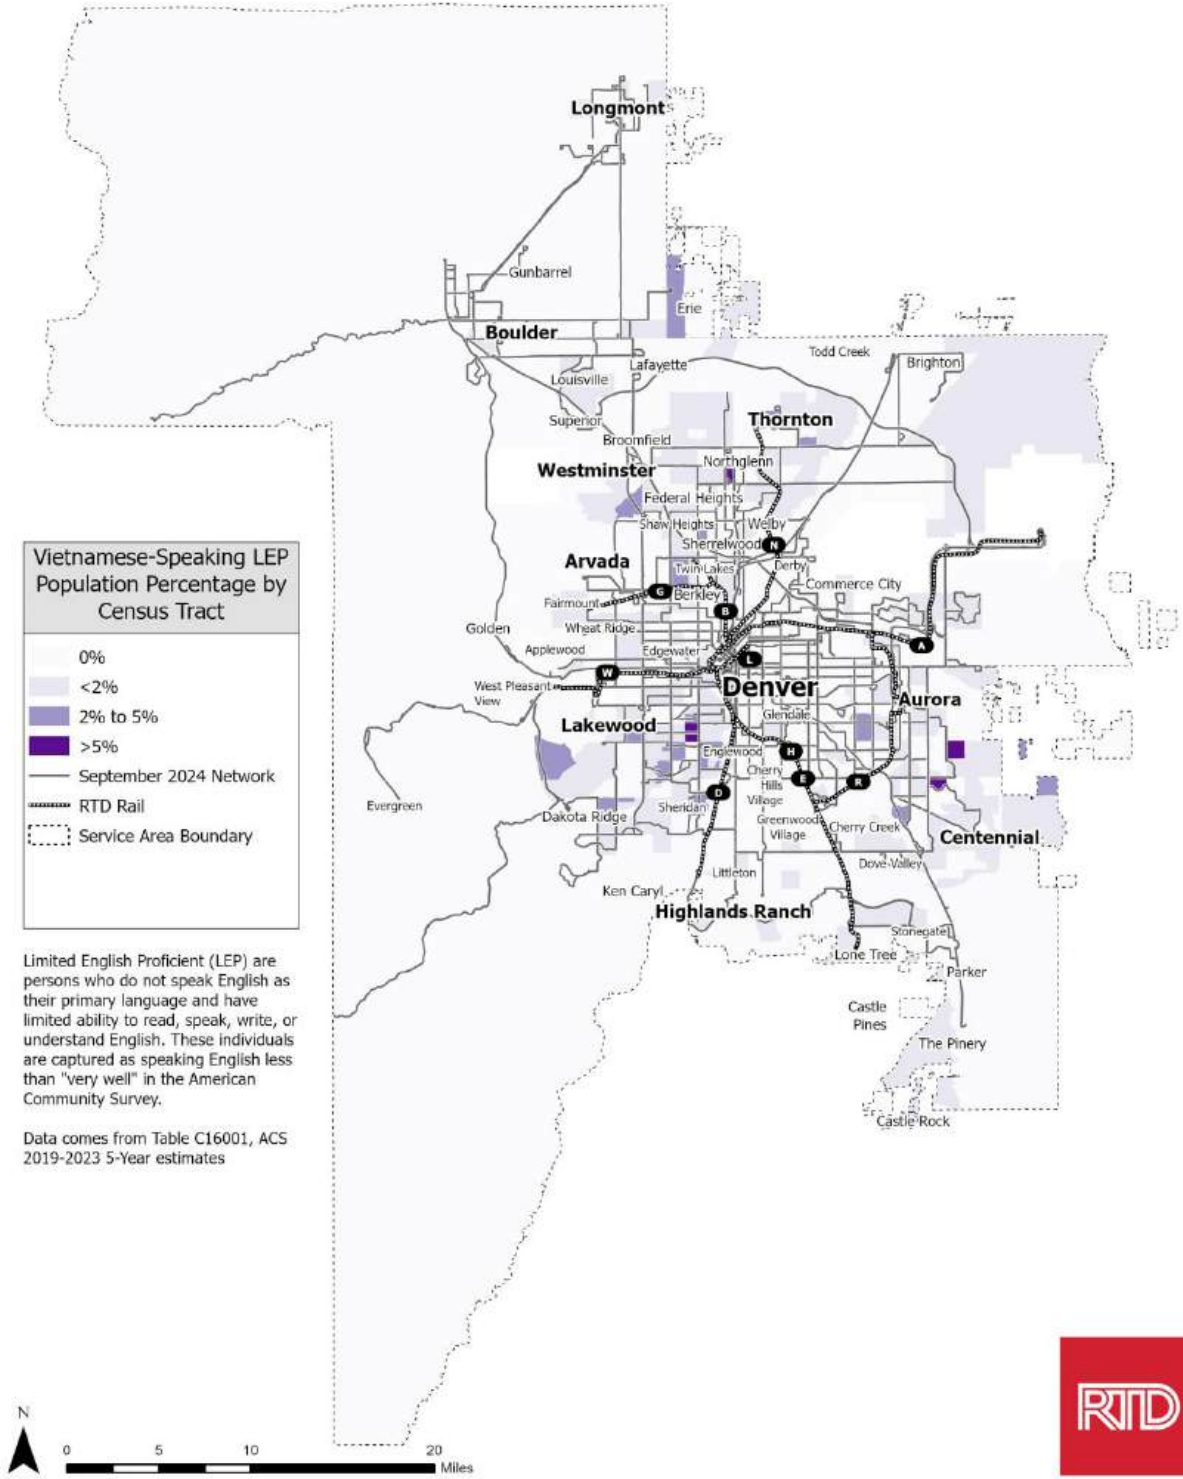 Longmont
Gunbarrel
Erie
Boulder
Todd Creek
Brighton
Lafayette
Louisville
Superior
Thornton
Broomfield
Northglenn
Westminster
Federal Heights
Shaw Heights
Welby
Sherrelwood
N
Arvada
Twin Lakes
Derby
Commerce City
G
Berkley
Fairmount
B
Golden
Wheat Ridge
Applewood
Edgewater
A
L
W
West Pleasant
View
Denver
Aurora
Lakewood
Glendale
Englewood
H
Cherry
Hills
Village
E
R
D
Evergreen
Sheridan
Dakota Ridge
Greenwood
Village
Cherry Creek
Centennial
Dove Valley
Littleton
Ken Caryl
Highlands Ranch
Stonegate
Lone Tree
Parker
Castle
Pines
The Pinery
Castle Rock
Vietnamese-Speaking LEP
Population Percentage by
Census Tract
0%
<2%
2% to 5%
>5%
September 2024 Network
RTD Rail
Service Area Boundary
Limited English Proficient (LEP) are
persons who do not speak English as
their primary language and have
limited ability to read, speak, write, or
understand English. These individuals
are captured as speaking English less
than "very well" in the American
Community Survey.
Data comes from Table C16001, ACS
2019-2023 5-Year estimates
N
0 5 10 20
Miles
RTD